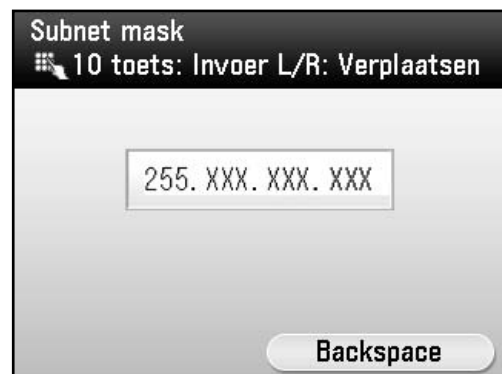 Subnet mask
10 toets: Invoer L/R: Verplaatsen
255. XXX. XXX. XXX
Backspace